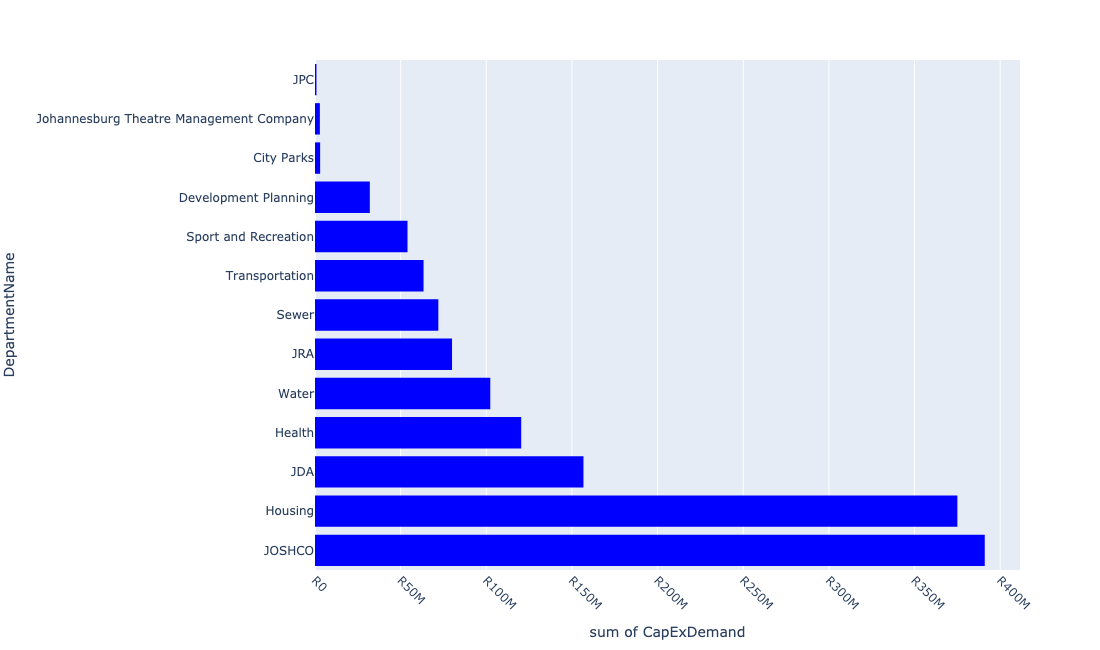 JPC
Johannesburg Theatre Management Company
City Parks
Development Planning
Sport and Recreation
Transportation
Sewer
JRA
Water
Health
JDA
Housing
JOSHCO
DepartmentName
R0
R50M
R100M
R150M
R200M
R250M
R300M
R350M
R400M
sum of CapExDemand